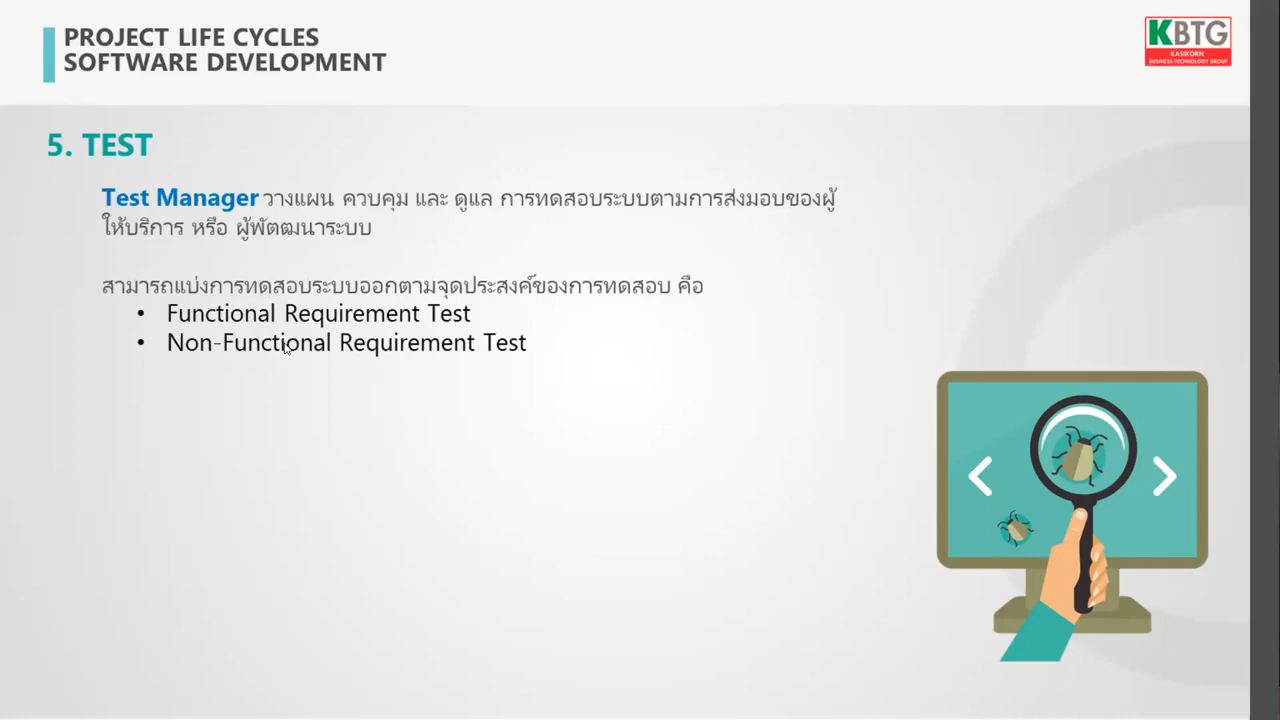 PROJECT LIFE CYCLES
SOFTWARE DEVELOPMENT
KBTG
KASIKORN
BUSINESS-TECHNOLOGY GROUP
5. TEST
Test Manager วางแผน ควบคุม และ ดูแล การทดสอบระบบตามการส่งมอบของผู้
ให้บริการ หรือ ผู้พัตฒนาระบบ
สามารถแบ่งการทดสอบระบบออกตามจุดประสงค์ของการทดสอบ คือ
• Functional Requirement Test
• Non-Functional Requirement Test